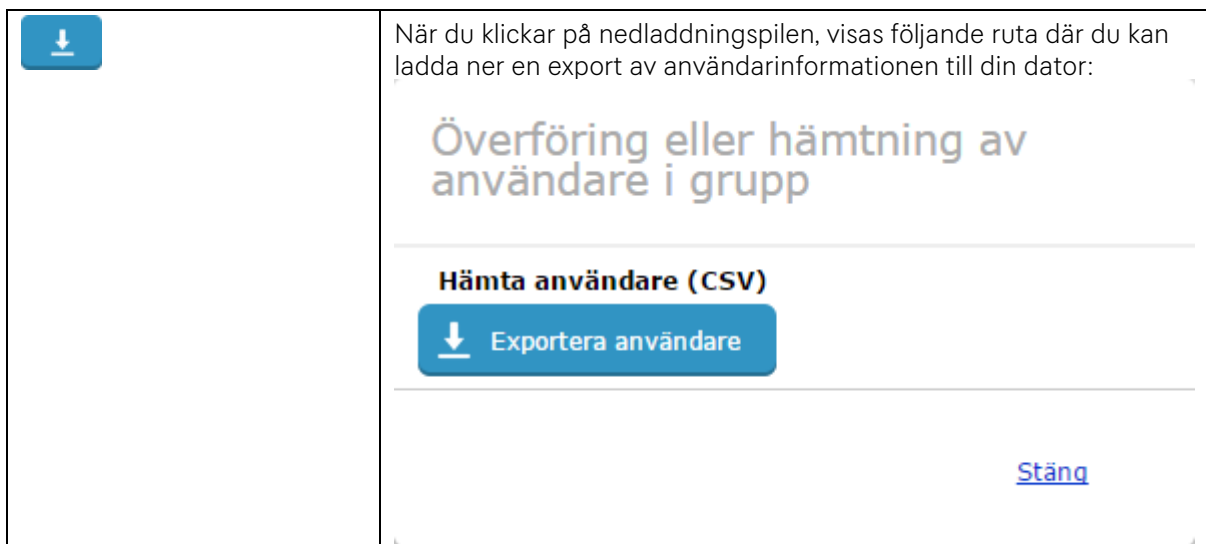 När du klickar på nedladdningspilen, visas följande ruta där du kan
ladda ner en export av användarinformationen till din dator:
Överföring eller hämtning av
användare i grupp
Hämta användare (CSV)
Exportera användare
Stäng